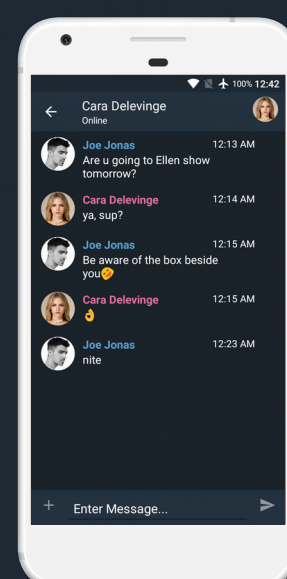 100% 12:42
Cara Delevinge
Online
Joe Jonas 12:13 AM
Are u going to Ellen show
tomorrow?
Cara Delevinge 12:14 AM
ya, sup?
Joe Jonas 12:15 AM
Be aware of the box beside
you🤣
Cara Delevinge 12:15 AM
👌
Joe Jonas 12:23 AM
nite
+ Enter Message...